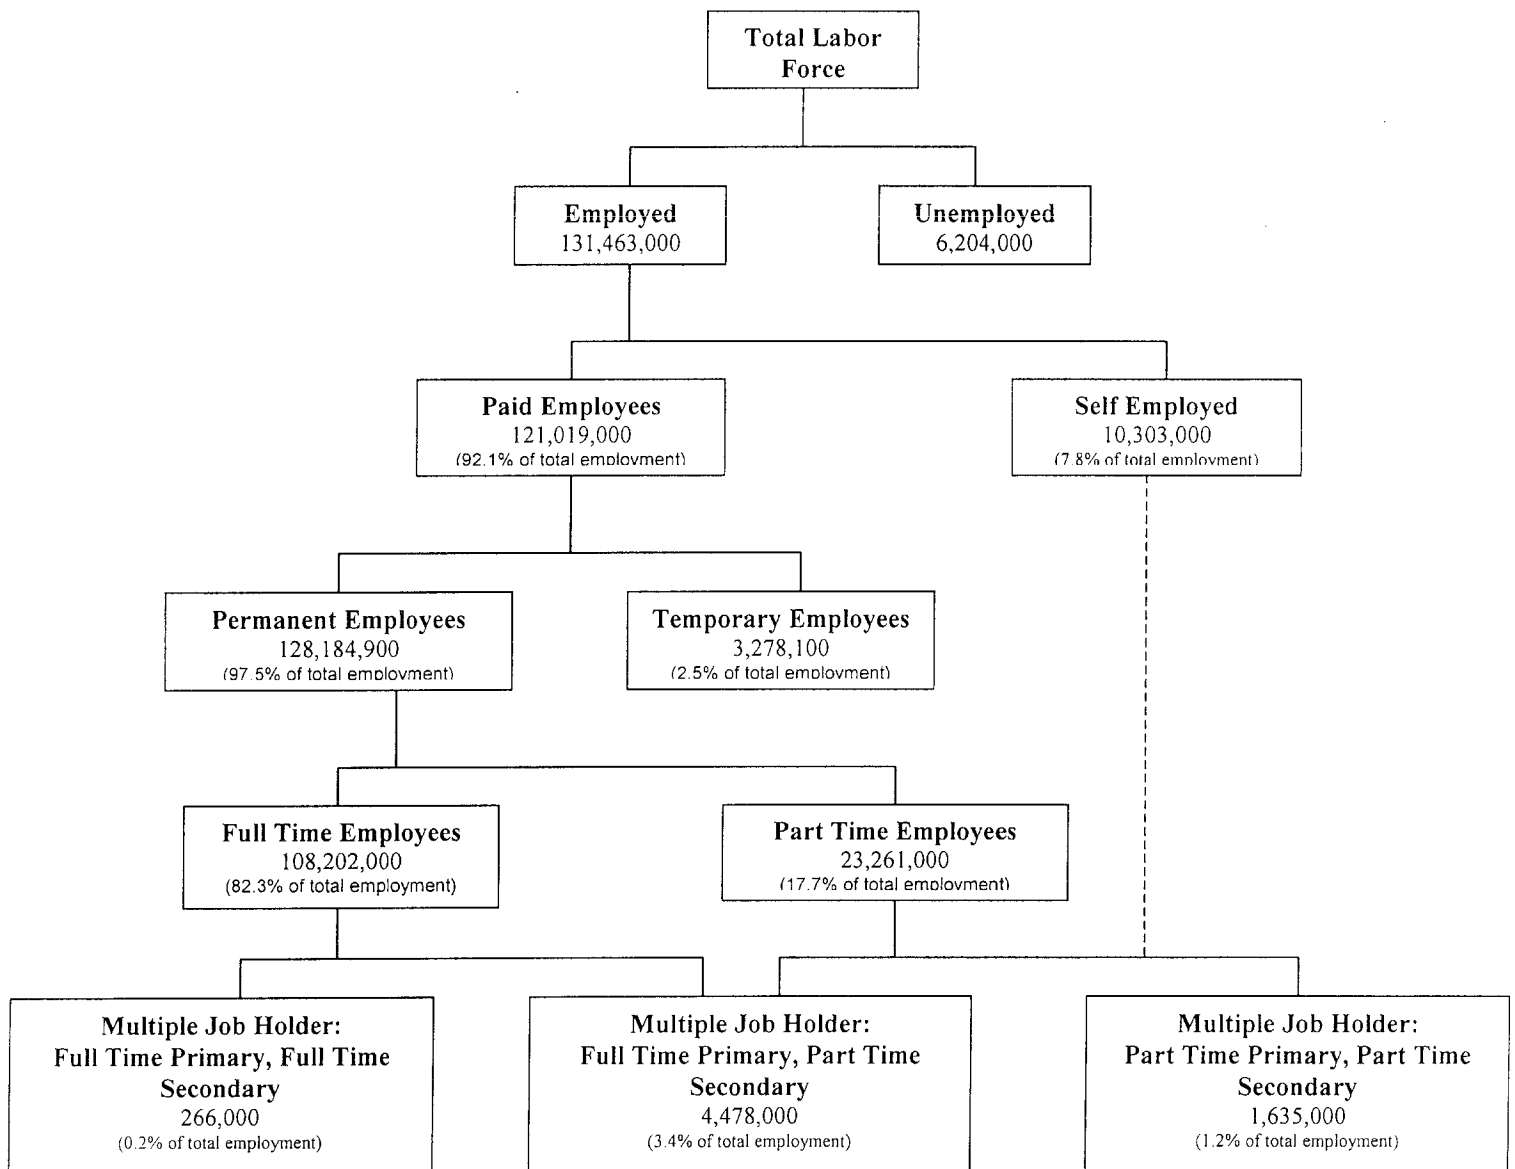 Total Labor
Force
Employed
131,463,000
Unemployed
6,204,000
Paid Employees
121,019,000
(92.1% of total employment)
Self Employed
10,303,000
(7.8% of total employment)
Permanent Employees
128,184,900
(97.5% of total employment)
Temporary Employees
3,278,100
(2.5% of total employment)
Full Time Employees
108,202,000
(82.3% of total employment)
Part Time Employees
23,261,000
(17.7% of total employment)
Multiple Job Holder:
Full Time Primary, Full Time
Secondary
266,000
(0.2% of total employment)
Multiple Job Holder:
Full Time Primary, Part Time
Secondary
4,478,000
(3.4% of total employment)
Multiple Job Holder:
Part Time Primary, Part Time
Secondary
1,635,000
(1.2% of total employment)